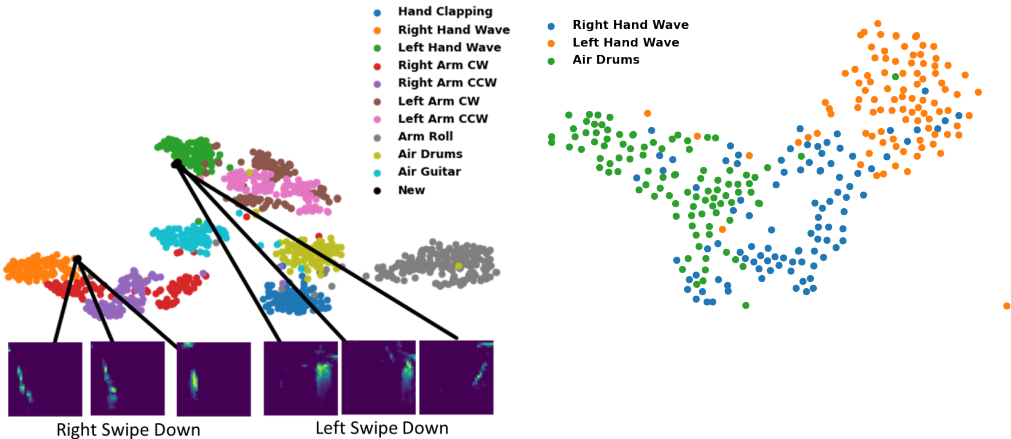 Hand Clapping
Right Hand Wave
Left Hand Wave
Right Arm CW
Right Arm CCW
Left Arm CW
Left Arm CCW
Arm Roll
Air Drums
Air Guitar
New
Right Swipe Down
Left Swipe Down
Right Hand Wave
Left Hand Wave
Air Drums